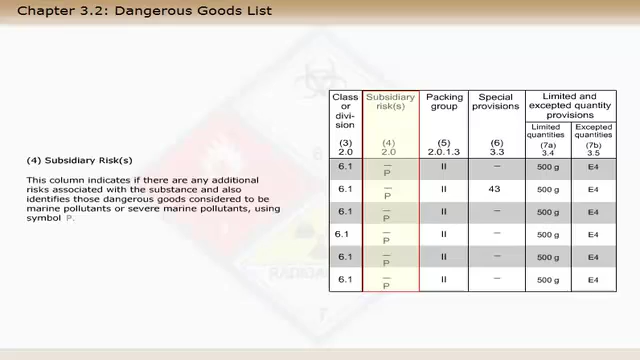 Chapter 3.2: Dangerous Goods List
(4) Subsidiary Risk(s)
This column indicates if there are any additional
risks associated with the substance and also
identifies those dangerous goods considered to be
marine pollutants or severe marine pollutants, using
symbol P.
Class or divi- sion (3) 2.0 | Subsidiary risk(s) (4) 2.0 | Packing group (5) 2.0.1.3 | Special provisions (6) 3.3 | Limited and excepted quantity provisions
Limited quantities (7a) 3.4 | Excepted quantities (7b) 3.5
6.1 | – P | II | – | 500 g | E4
6.1 | – P | II | 43 | 500 g | E4
6.1 | – P | II | – | 500 g | E4
6.1 | – P | II | – | 500 g | E4
6.1 | – P | II | – | 500 g | E4
6.1 | – P | II | – | 500 g | E4